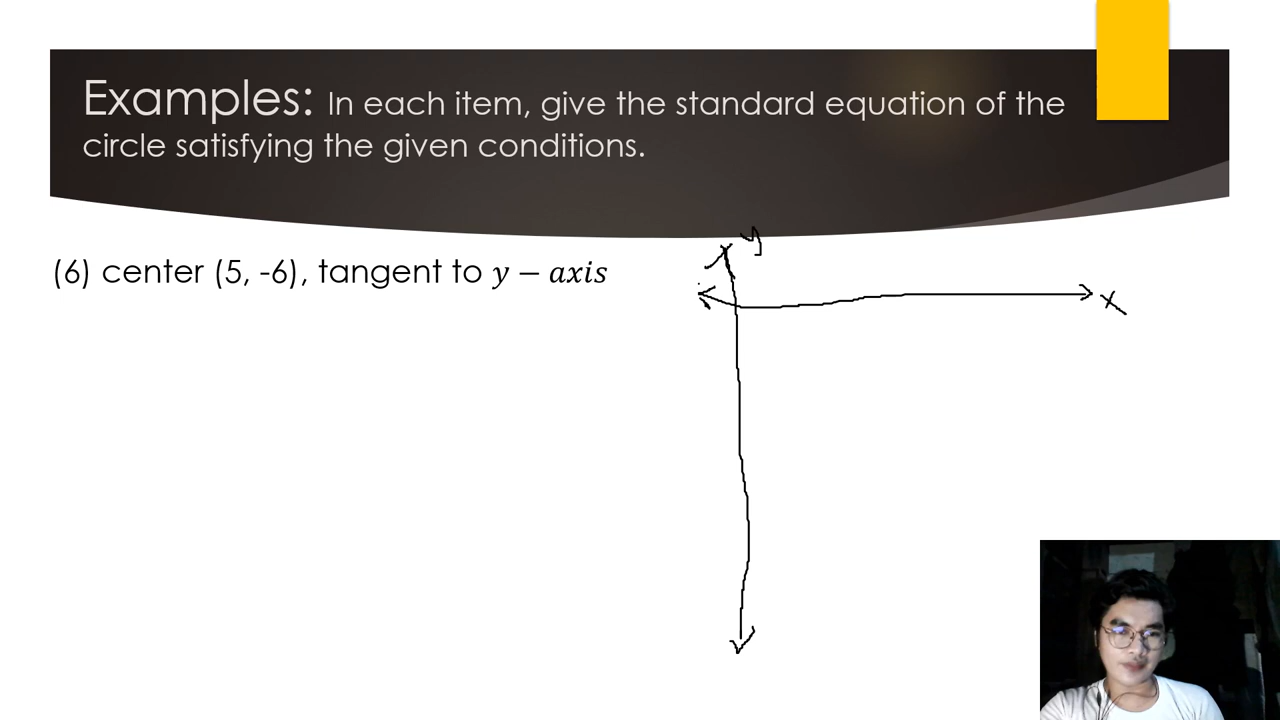 Examples: In each item, give the standard equation of the
circle satisfying the given conditions.
(6) center (5, -6), tangent to y − axis
y
x